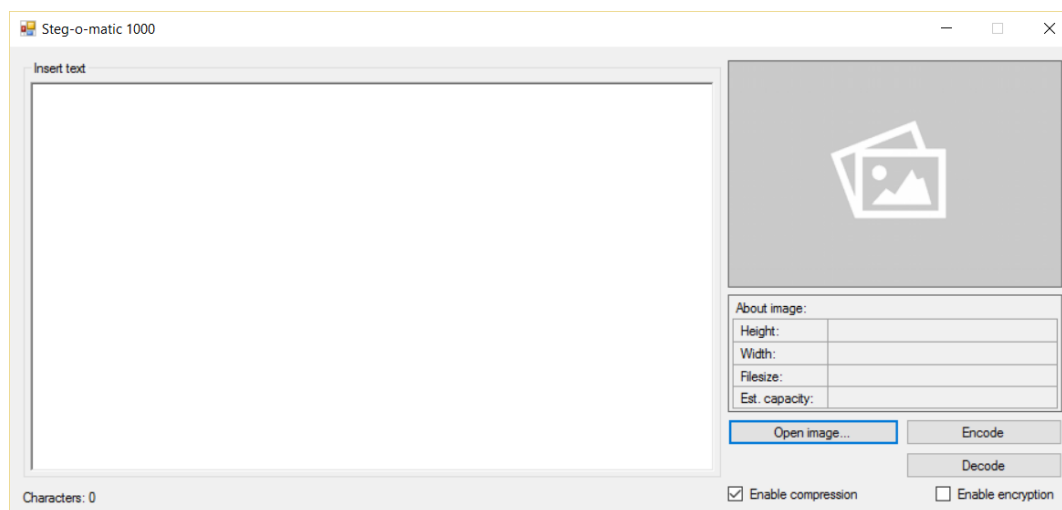 Steg-o-matic 1000
Insert text
About image:
Height:
Width:
Filesize:
Est. capacity:
Open image... Encode
Decode
Characters: 0 Enable compression Enable encryption